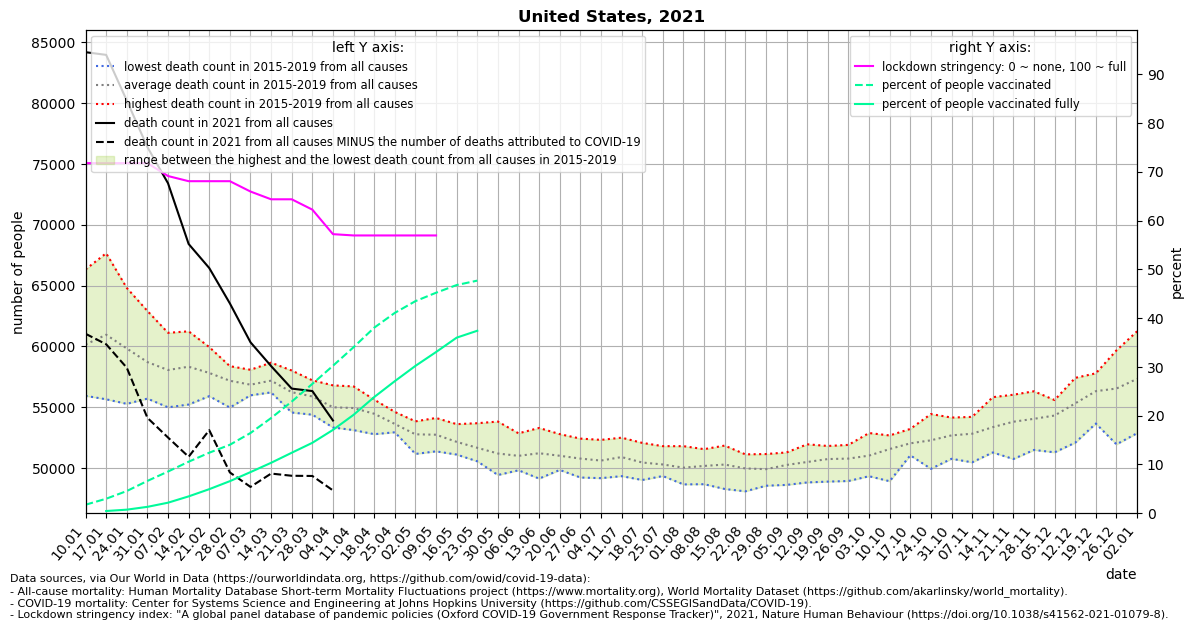 United States, 2021
left Y axis:
lowest death count in 2015-2019 from all causes
average death count in 2015-2019 from all causes
highest death count in 2015-2019 from all causes
death count in 2021 from all causes
death count in 2021 from all causes MINUS the number of deaths attributed to COVID-19
range between the highest and the lowest death count from all causes in 2015-2019
right Y axis:
lockdown stringency: 0 ~ none, 100 ~ full
percent of people vaccinated
percent of people vaccinated fully
number of people
85000
80000
75000
70000
65000
60000
55000
50000
90
80
70
60
50
40
30
20
10
0
percent
10.01 17.01 24.01 31.01 07.02 14.02 21.02 28.02 07.03 14.03 21.03 28.03 04.04 11.04 18.04 25.04 02.05 09.05 16.05 23.05 30.05 06.06 13.06 20.06 27.06 04.07 11.07 18.07 25.07 01.08 08.08 15.08 22.08 29.08 05.09 12.09 19.09 26.09 03.10 10.10 17.10 24.10 31.10 07.11 14.11 21.11 28.11 05.12 12.12 19.12 26.12 02.01
date
Data sources, via Our World in Data (https://ourworldindata.org, https://github.com/owid/covid-19-data):
- All-cause mortality: Human Mortality Database Short-term Mortality Fluctuations project (https://www.mortality.org), World Mortality Dataset (https://github.com/akarlinsky/world_mortality).
- COVID-19 mortality: Center for Systems Science and Engineering at Johns Hopkins University (https://github.com/CSSEGISandData/COVID-19).
- Lockdown stringency index: "A global panel database of pandemic policies (Oxford COVID-19 Government Response Tracker)", 2021, Nature Human Behaviour (https://doi.org/10.1038/s41562-021-01079-8).